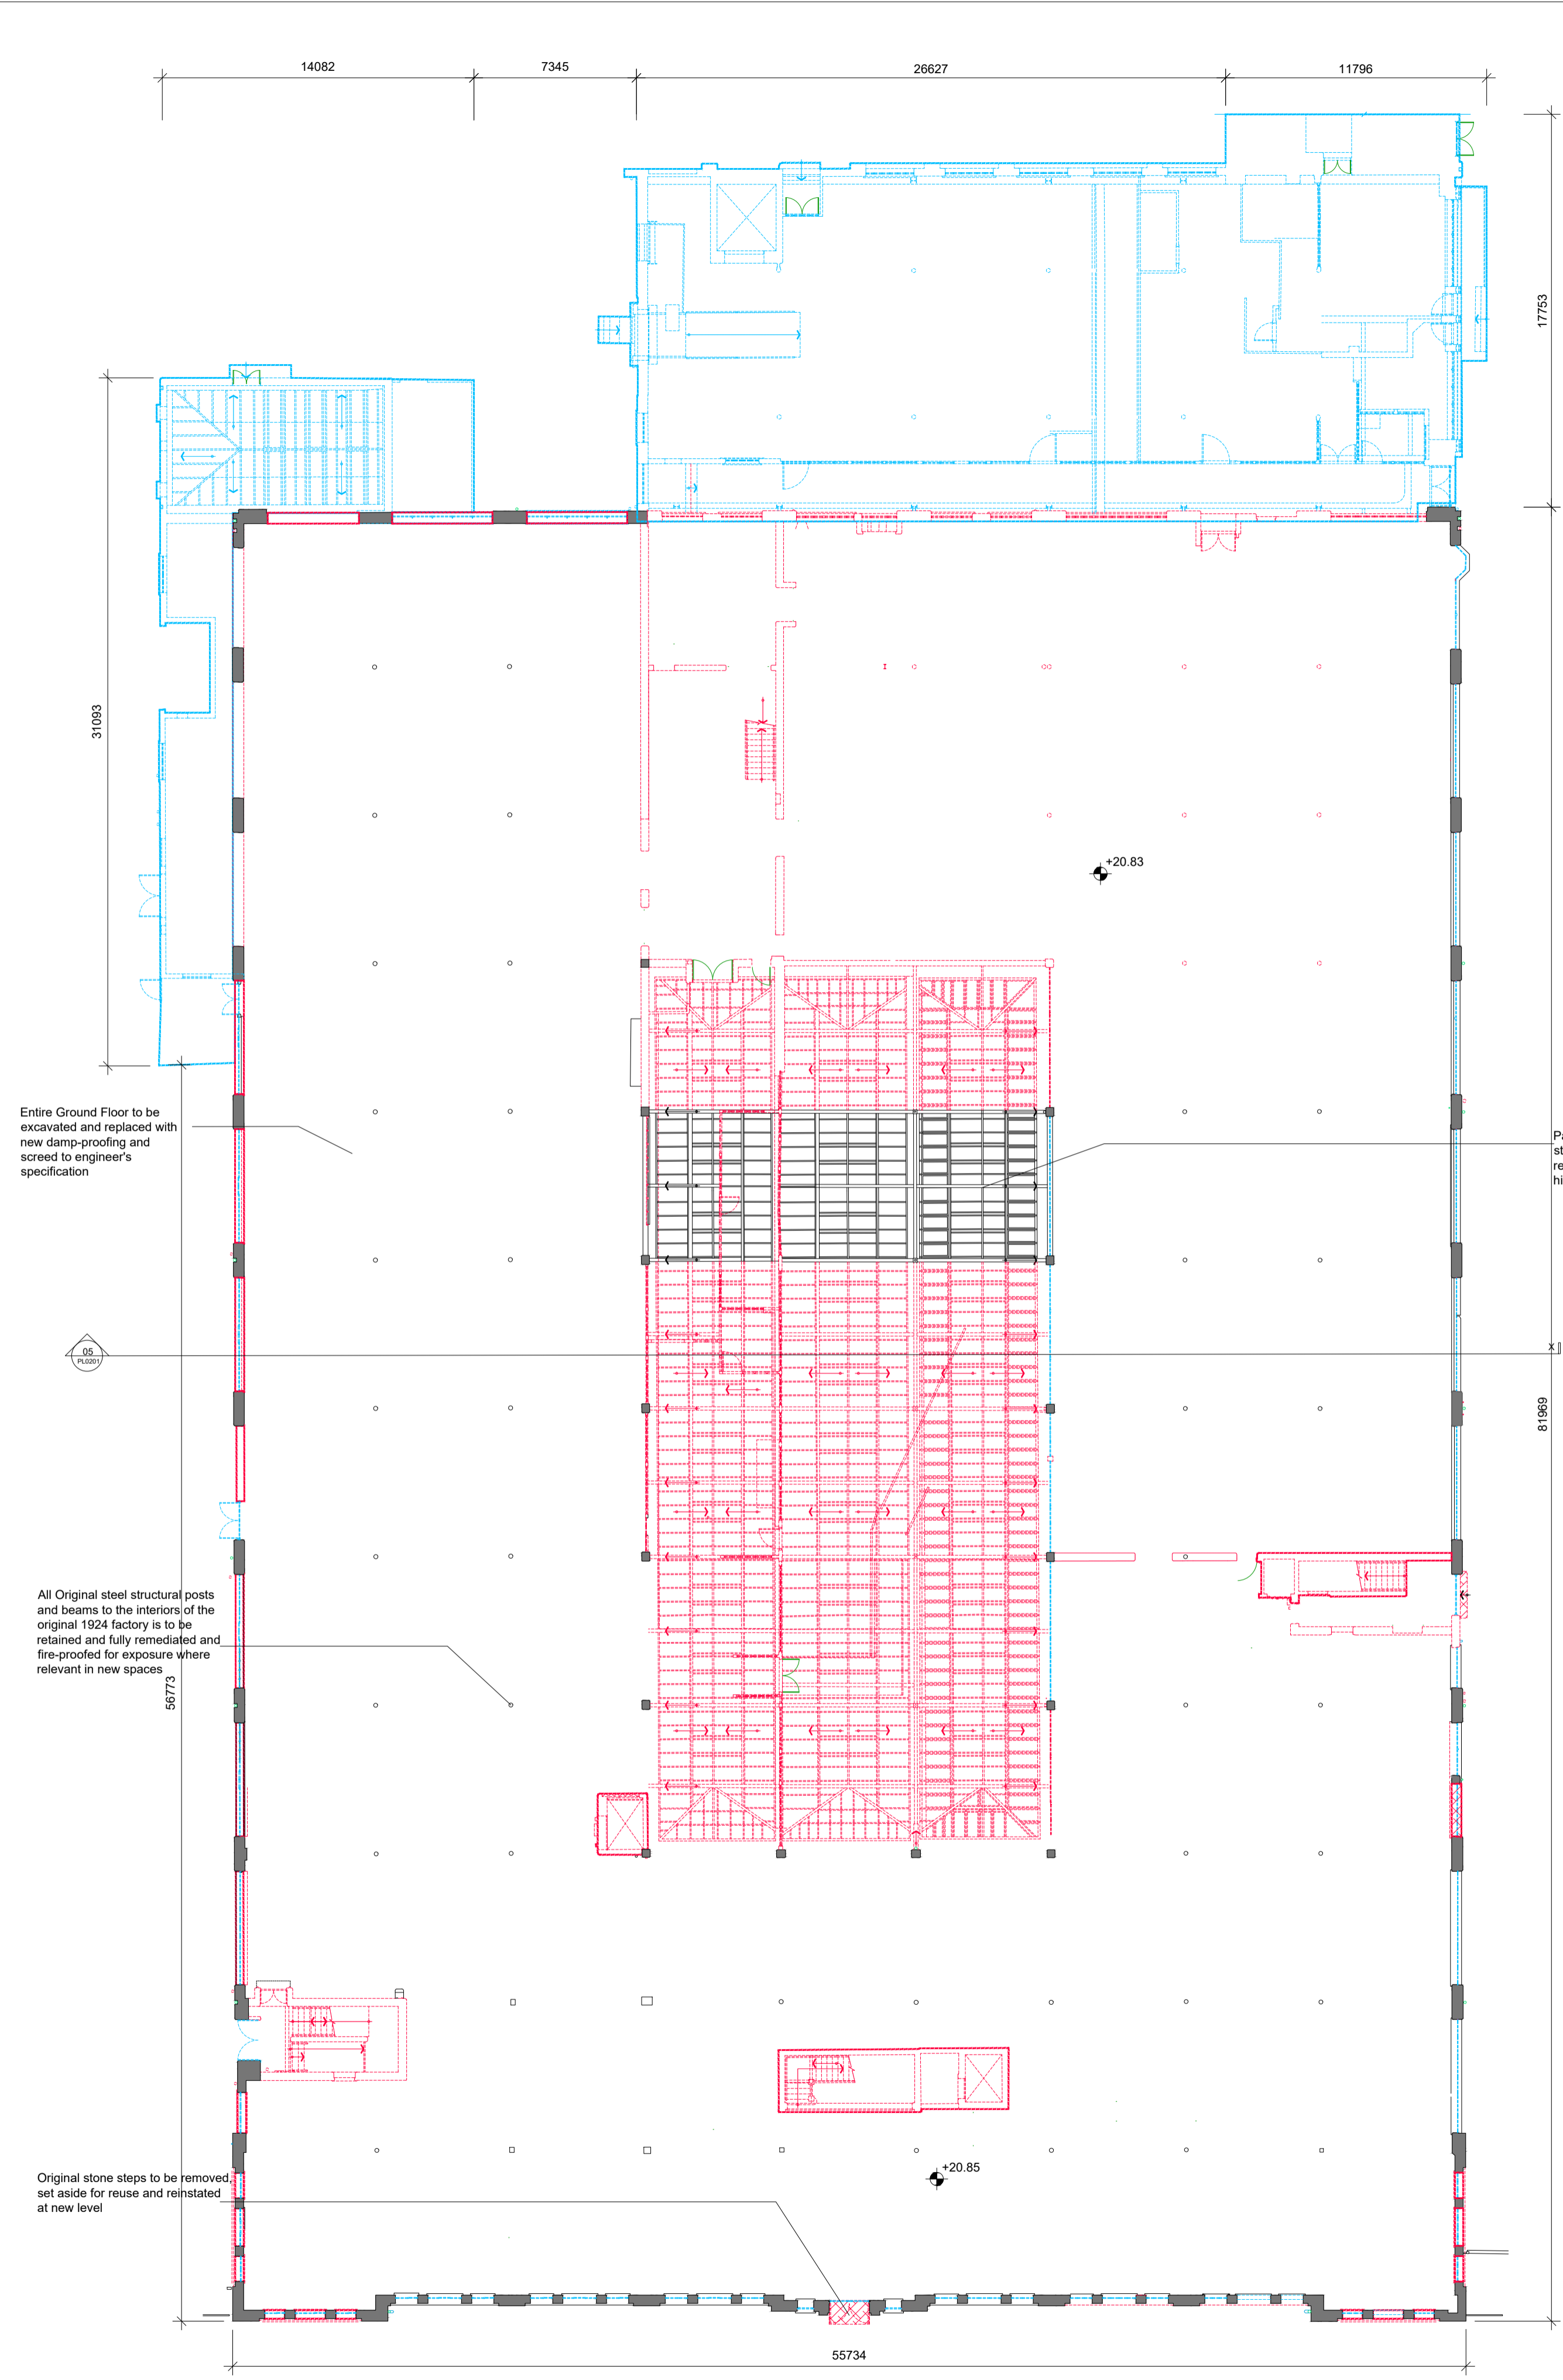 14082
7345
26627
11796
17753
31093
+20.83
Entire Ground Floor to be
excavated and replaced with
new damp-proofing and
screed to engineer's
specification
05
PL0201
x
81969
All Original steel structural posts
and beams to the interiors of the
original 1924 factory is to be
retained and fully remediated and
fire-proofed for exposure where
relevant in new spaces
56773
Original stone steps to be removed,
set aside for reuse and reinstated
at new level
+20.85
55734